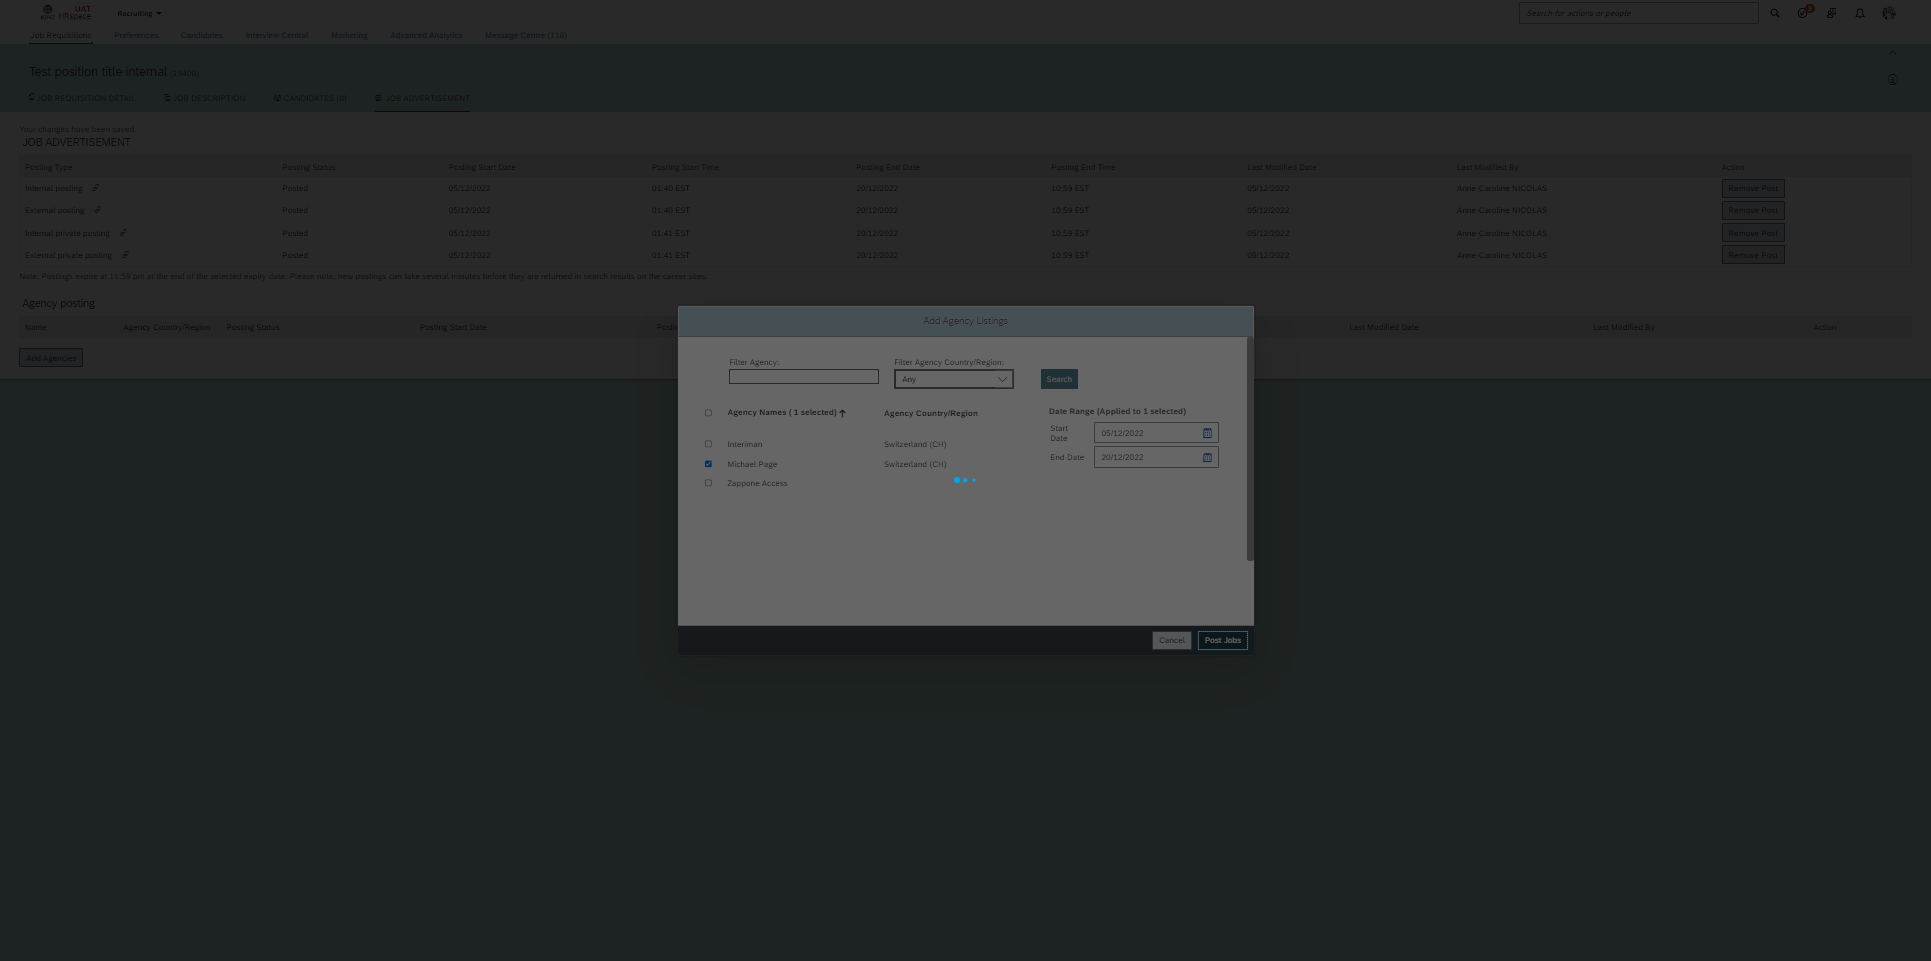 UAT
HRspace
Recruiting
Search for actions or people
Job Requisitions Preferences Candidates Interview Central Marketing Advanced Analytics Message Centre (118)
Test position title internal (19400)
JOB REQUISITION DETAIL JOB DESCRIPTION CANDIDATES (0) JOB ADVERTISEMENT
Your changes have been saved.
JOB ADVERTISEMENT
Posting Type Posting Status Posting Start Date Posting Start Time Posting End Date Posting End Time Last Modified Date Last Modified By Action
Internal posting Posted 05/12/2022 01:40 EST 20/12/2022 10:59 EST 05/12/2022 Anne-Caroline NICOLAS Remove Post
External posting Posted 05/12/2022 01:40 EST 20/12/2022 10:59 EST 05/12/2022 Anne-Caroline NICOLAS Remove Post
Internal private posting Posted 05/12/2022 01:41 EST 20/12/2022 10:59 EST 05/12/2022 Anne-Caroline NICOLAS Remove Post
External private posting Posted 05/12/2022 01:41 EST 20/12/2022 10:59 EST 05/12/2022 Anne-Caroline NICOLAS Remove Post
Note: Postings expire at 11:59 pm at the end of the selected expiry date. Please note, new postings can take several minutes before they are returned in search results on the career sites.
Agency posting
Name Agency Country/Region Posting Status Posting Start Date Last Modified Date Last Modified By Action
Add Agencies
Add Agency Listings
Filter Agency: Filter Agency Country/Region:
Any Search
Agency Names ( 1 selected) Agency Country/Region Date Range (Applied to 1 selected)
Start Date 05/12/2022
Interiman Switzerland (CH)
End Date 20/12/2022
Michael Page Switzerland (CH)
Zappone Access
Cancel Post Jobs